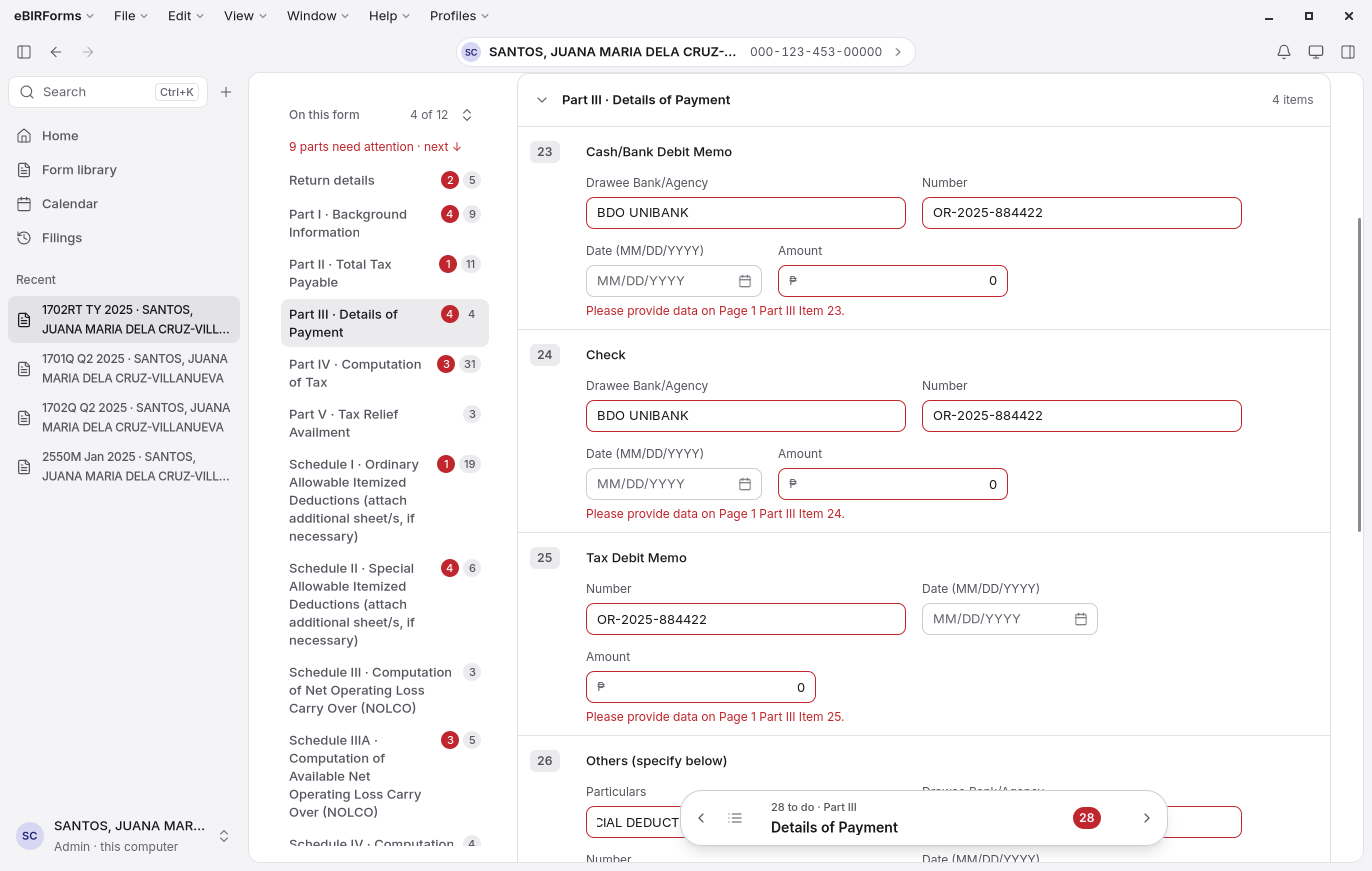 eBIRForms File Edit View Window Help Profiles
SC SANTOS, JUANA MARIA DELA CRUZ-... 000-123-453-00000
Search Ctrl+K
Home
Form library
Calendar
Filings
Recent
1702RT TY 2025 · SANTOS,
JUANA MARIA DELA CRUZ-VILL...
1701Q Q2 2025 · SANTOS, JUANA
MARIA DELA CRUZ-VILLANUEVA
1702Q Q2 2025 · SANTOS, JUANA
MARIA DELA CRUZ-VILLANUEVA
2550M Jan 2025 · SANTOS,
JUANA MARIA DELA CRUZ-VILL...
SC SANTOS, JUANA MAR...
Admin · this computer
On this form 4 of 12
9 parts need attention · next ↓
Return details 2 5
Part I · Background 4 9
Information
Part II · Total Tax 1 11
Payable
Part III · Details of 4 4
Payment
Part IV · Computation 3 31
of Tax
Part V · Tax Relief 3
Availment
Schedule I · Ordinary 1 19
Allowable Itemized
Deductions (attach
additional sheet/s, if
necessary)
Schedule II · Special 4 6
Allowable Itemized
Deductions (attach
additional sheet/s, if
necessary)
Schedule III · Computation 3
of Net Operating Loss
Carry Over (NOLCO)
Schedule IIIA · 3 5
Computation of
Available Net
Operating Loss Carry
Over (NOLCO)
Schedule IV · Computation 4
Part III · Details of Payment 4 items
23 Cash/Bank Debit Memo
Drawee Bank/Agency Number
BDO UNIBANK OR-2025-884422
Date (MM/DD/YYYY) Amount
MM/DD/YYYY ₱ 0
Please provide data on Page 1 Part III Item 23.
24 Check
Drawee Bank/Agency Number
BDO UNIBANK OR-2025-884422
Date (MM/DD/YYYY) Amount
MM/DD/YYYY ₱ 0
Please provide data on Page 1 Part III Item 24.
25 Tax Debit Memo
Number Date (MM/DD/YYYY)
OR-2025-884422 MM/DD/YYYY
Amount
₱ 0
Please provide data on Page 1 Part III Item 25.
26 Others (specify below)
Particulars Drawee Bank/Agency
CIAL DEDUCT
Number Date (MM/DD/YYYY)
28 to do · Part III
Details of Payment 28